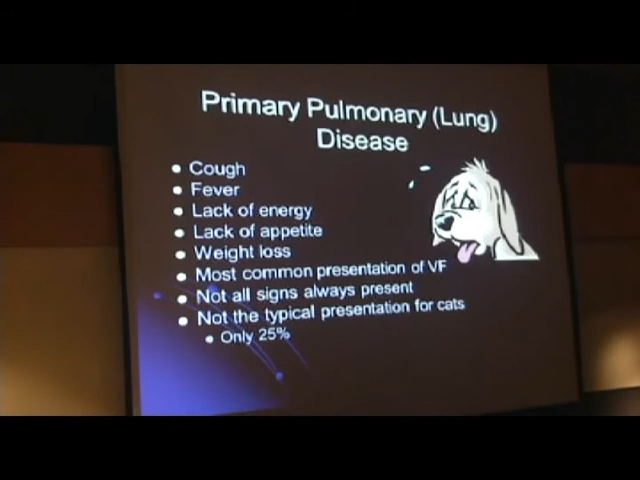 Primary Pulmonary (Lung)
Disease
• Cough
• Fever
• Lack of energy
• Lack of appetite
• Weight loss
• Most common presentation of VF
• Not all signs always present
• Not the typical presentation for cats
• Only 25%